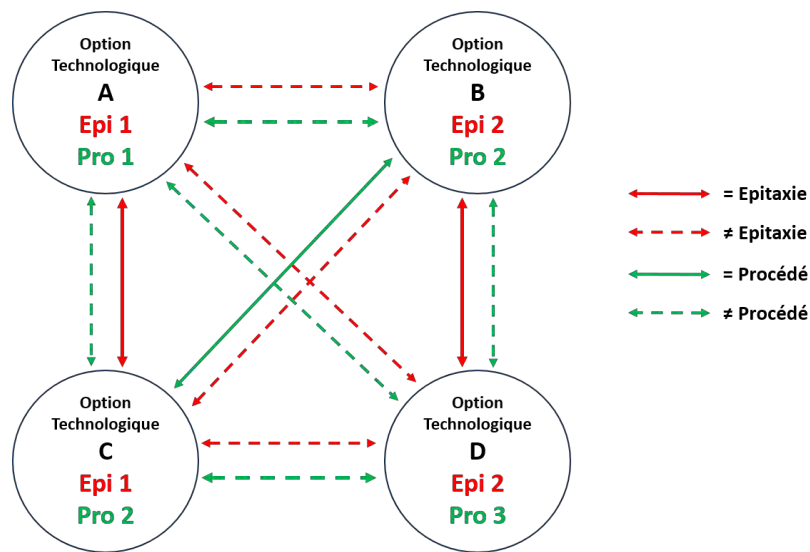 Option
Technologique
A
Epi 1
Pro 1
Option
Technologique
B
Epi 2
Pro 2
= Epitaxie
≠ Epitaxie
= Procédé
≠ Procédé
Option
Technologique
C
Epi 1
Pro 2
Option
Technologique
D
Epi 2
Pro 3